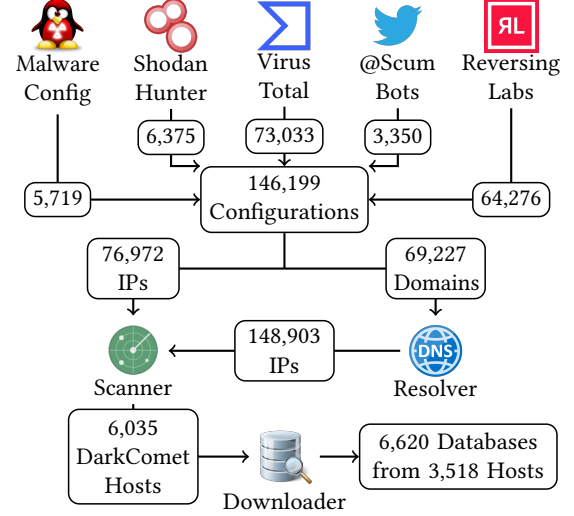 ЯL
Malware
Config
Shodan
Hunter
Virus
Total
@Scum
Bots
Reversing
Labs
6,375
73,033
3,350
5,719
146,199
Configurations
64,276
76,972
IPs
69,227
Domains
148,903
IPs
DNS
Scanner
Resolver
6,035
DarkComet
Hosts
Downloader
6,620 Databases
from 3,518 Hosts